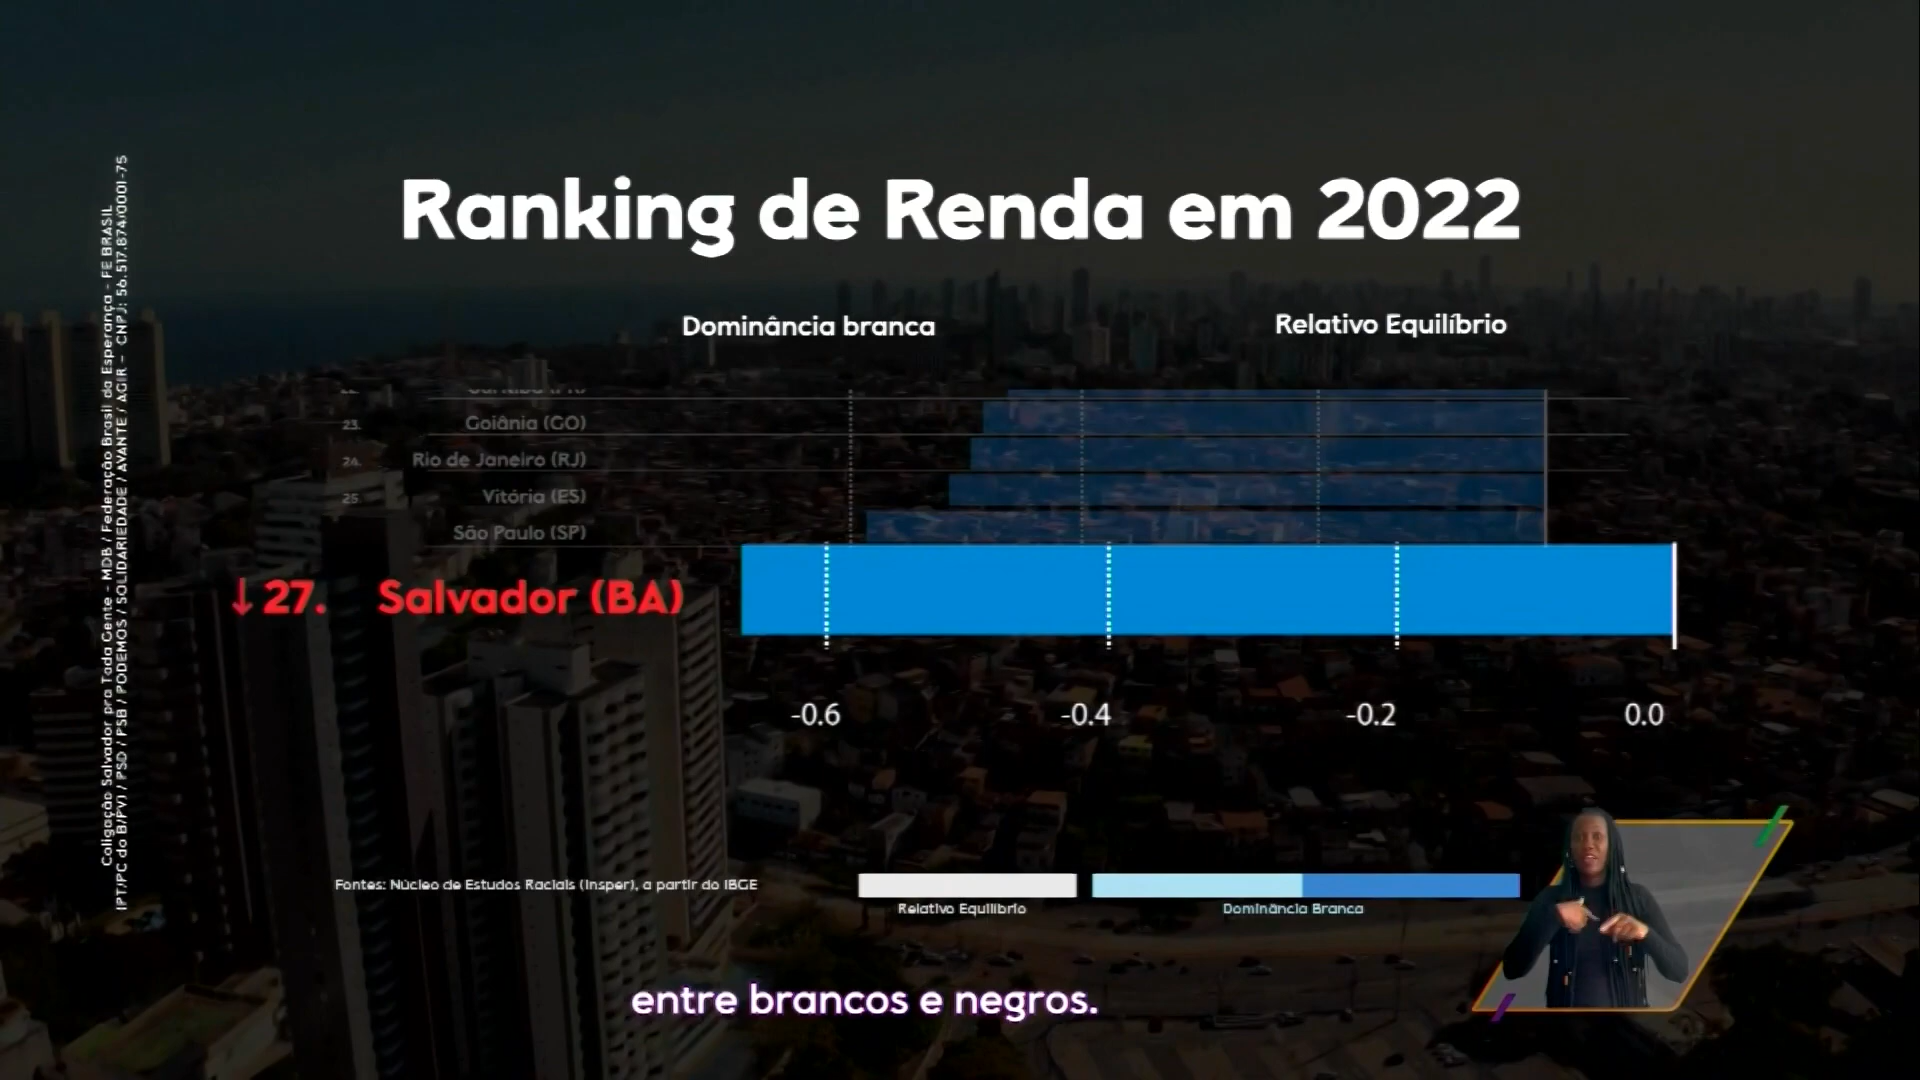 Ranking de Renda em 2022
Dominância branca
Relativo Equilíbrio
23. Goiânia (GO)
24. Rio de Janeiro (RJ)
25. Vitória (ES)
São Paulo (SP)
↓27. Salvador (BA)
-0.6 -0.4 -0.2 0.0
Fontes: Núcleo de Estudos Raciais (Insper), a partir do IBGE
Relativo Equilíbrio
Dominância Branca
entre brancos e negros.
Coligação Salvador pra Toda Gente - MDB / Federação Brasil da Esperança - FE BRASIL
(PT/PC do B/PV) / PSD / PSB / PODEMOS / SOLIDARIEDADE / AVANTE / AGIR - CNPJ: 56.517.874/0001-75